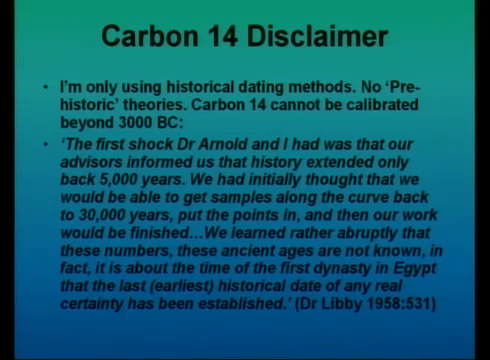 Carbon 14 Disclaimer
• I'm only using historical dating methods. No 'Pre-
historic' theories. Carbon 14 cannot be calibrated
beyond 3000 BC:
• 'The first shock Dr Arnold and I had was that our
advisors informed us that history extended only
back 5,000 years. We had initially thought that we
would be able to get samples along the curve back
to 30,000 years, put the points in, and then our work
would be finished…We learned rather abruptly that
these numbers, these ancient ages are not known, in
fact, it is about the time of the first dynasty in Egypt
that the last (earliest) historical date of any real
certainty has been established.' (Dr Libby 1958:531)